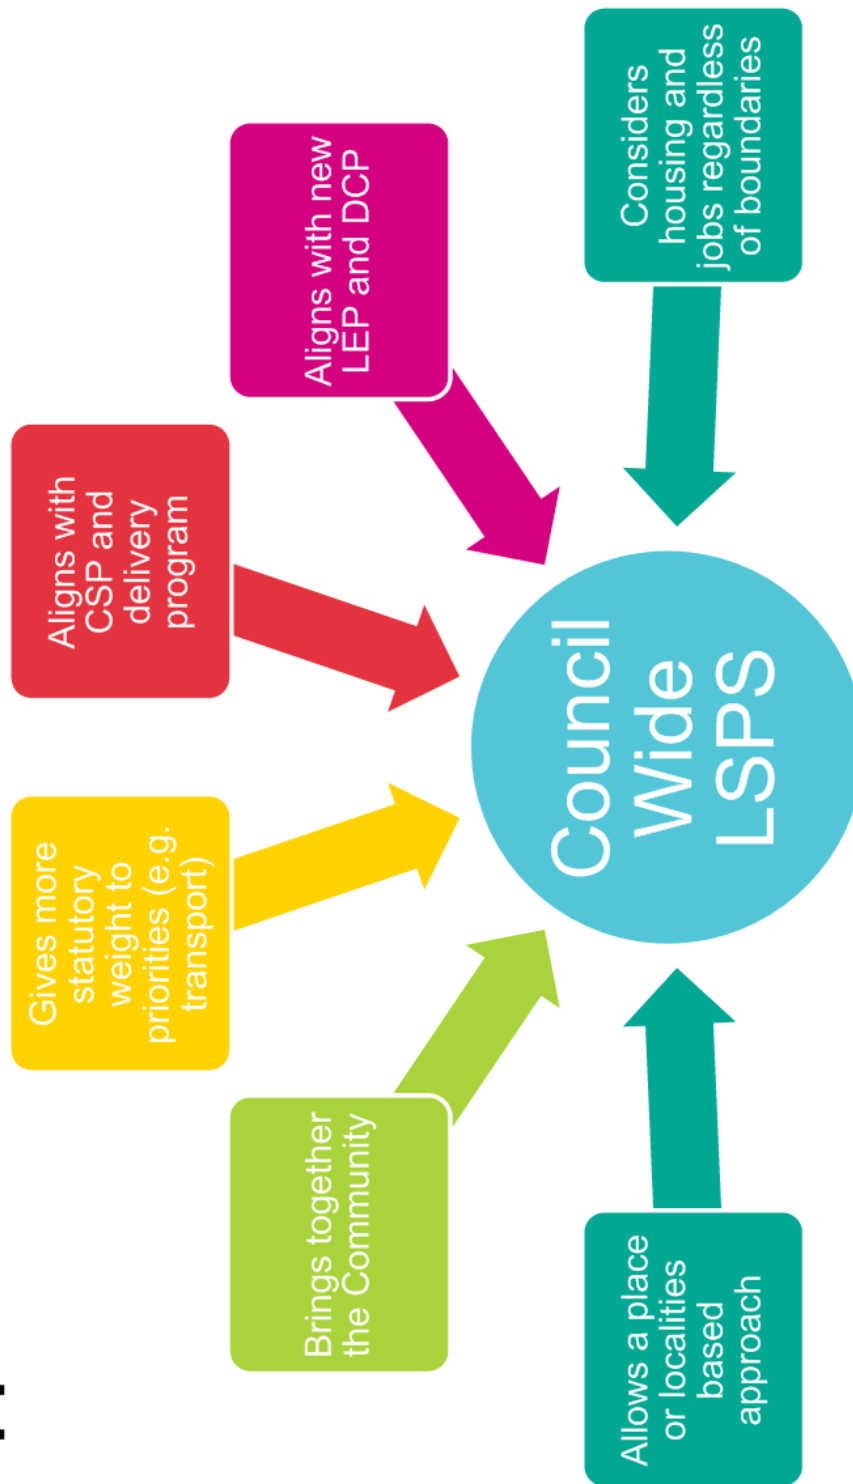 Allows a place
or localities
based
approach
Brings together
the Community
Gives more
statutory
weight to
priorities (e.g.
transport)
Aligns with
CSP and
delivery
program
Aligns with new
LEP and DCP
Considers
housing and
jobs regardless
of boundaries
Council
Wide
LSPS